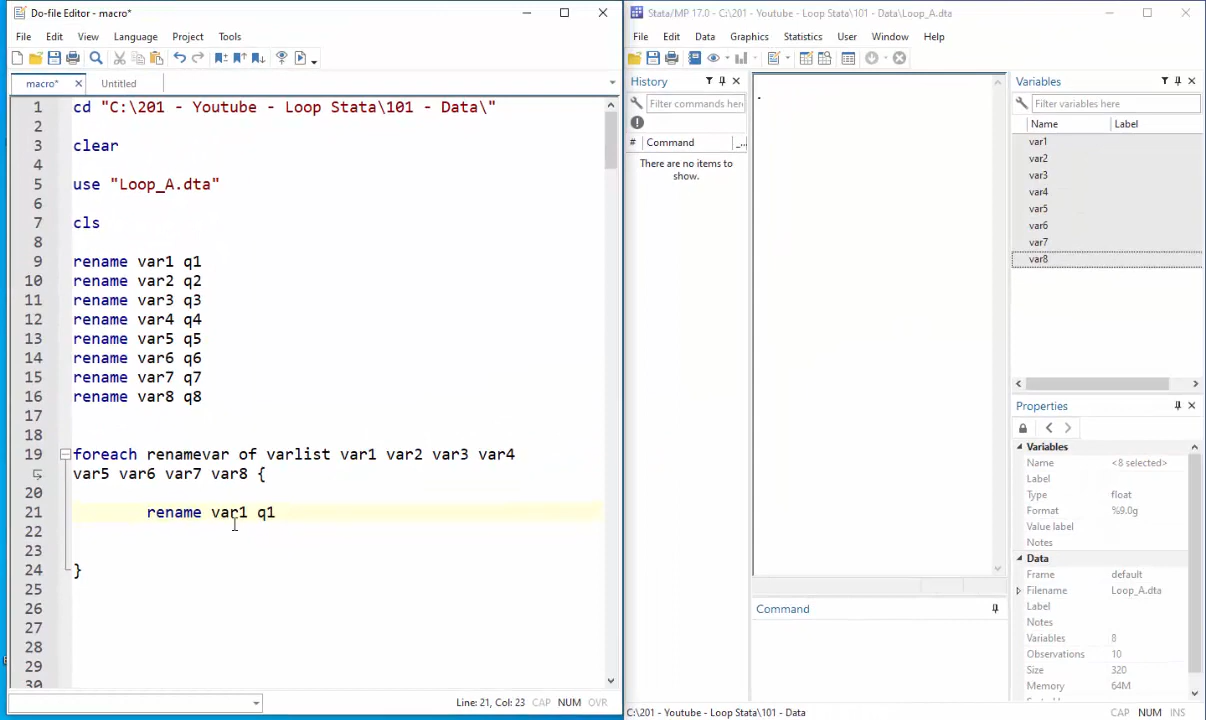 Do-file Editor - macro*
File Edit View Language Project Tools
macro* Untitled
1 cd "C:\201 - Youtube - Loop Stata\101 - Data\"
2
3 clear
4
5 use "Loop_A.dta"
6
7 cls
8
9 rename var1 q1
10 rename var2 q2
11 rename var3 q3
12 rename var4 q4
13 rename var5 q5
14 rename var6 q6
15 rename var7 q7
16 rename var8 q8
17
18
19 foreach renamevar of varlist var1 var2 var3 var4
var5 var6 var7 var8 {
20
21 rename var1 q1
22
23
24 }
25
26
27
28
29
30
Line: 21, Col: 23 CAP NUM OVR
Stata/MP 17.0 - C:\201 - Youtube - Loop Stata\101 - Data\Loop_A.dta
File Edit Data Graphics Statistics User Window Help
History
Filter commands here
# Command
There are no items to
show.
.
Command
Variables
Filter variables here
Name Label
var1
var2
var3
var4
var5
var6
var7
var8
Properties
Variables
Name <8 selected>
Label
Type float
Format %9.0g
Value label
Notes
Data
Frame default
Filename Loop_A.dta
Label
Notes
Variables 8
Observations 10
Size 320
Memory 64M
C:\201 - Youtube - Loop Stata\101 - Data CAP NUM INS